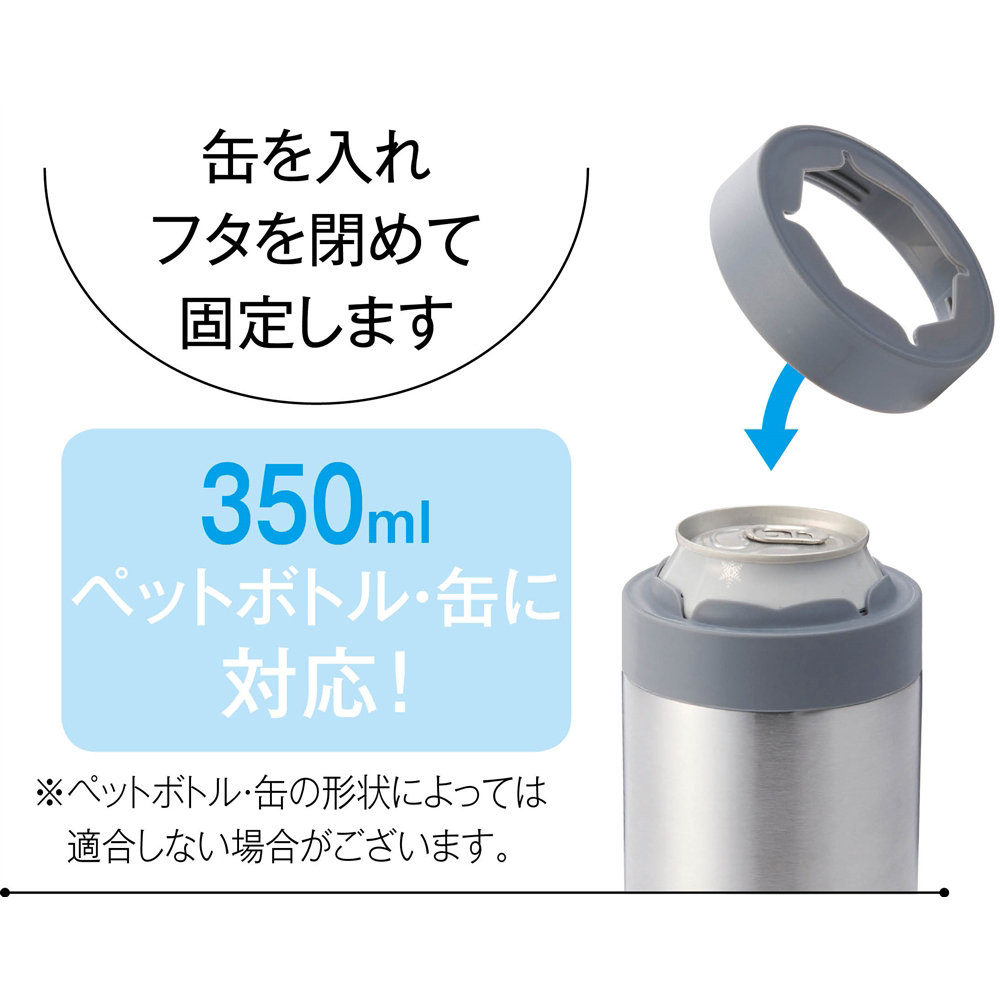 缶を入れ
フタを閉めて
固定します
350ml
ペットボトル・缶に
対応！
※ペットボトル・缶の形状によっては
適合しない場合がございます。